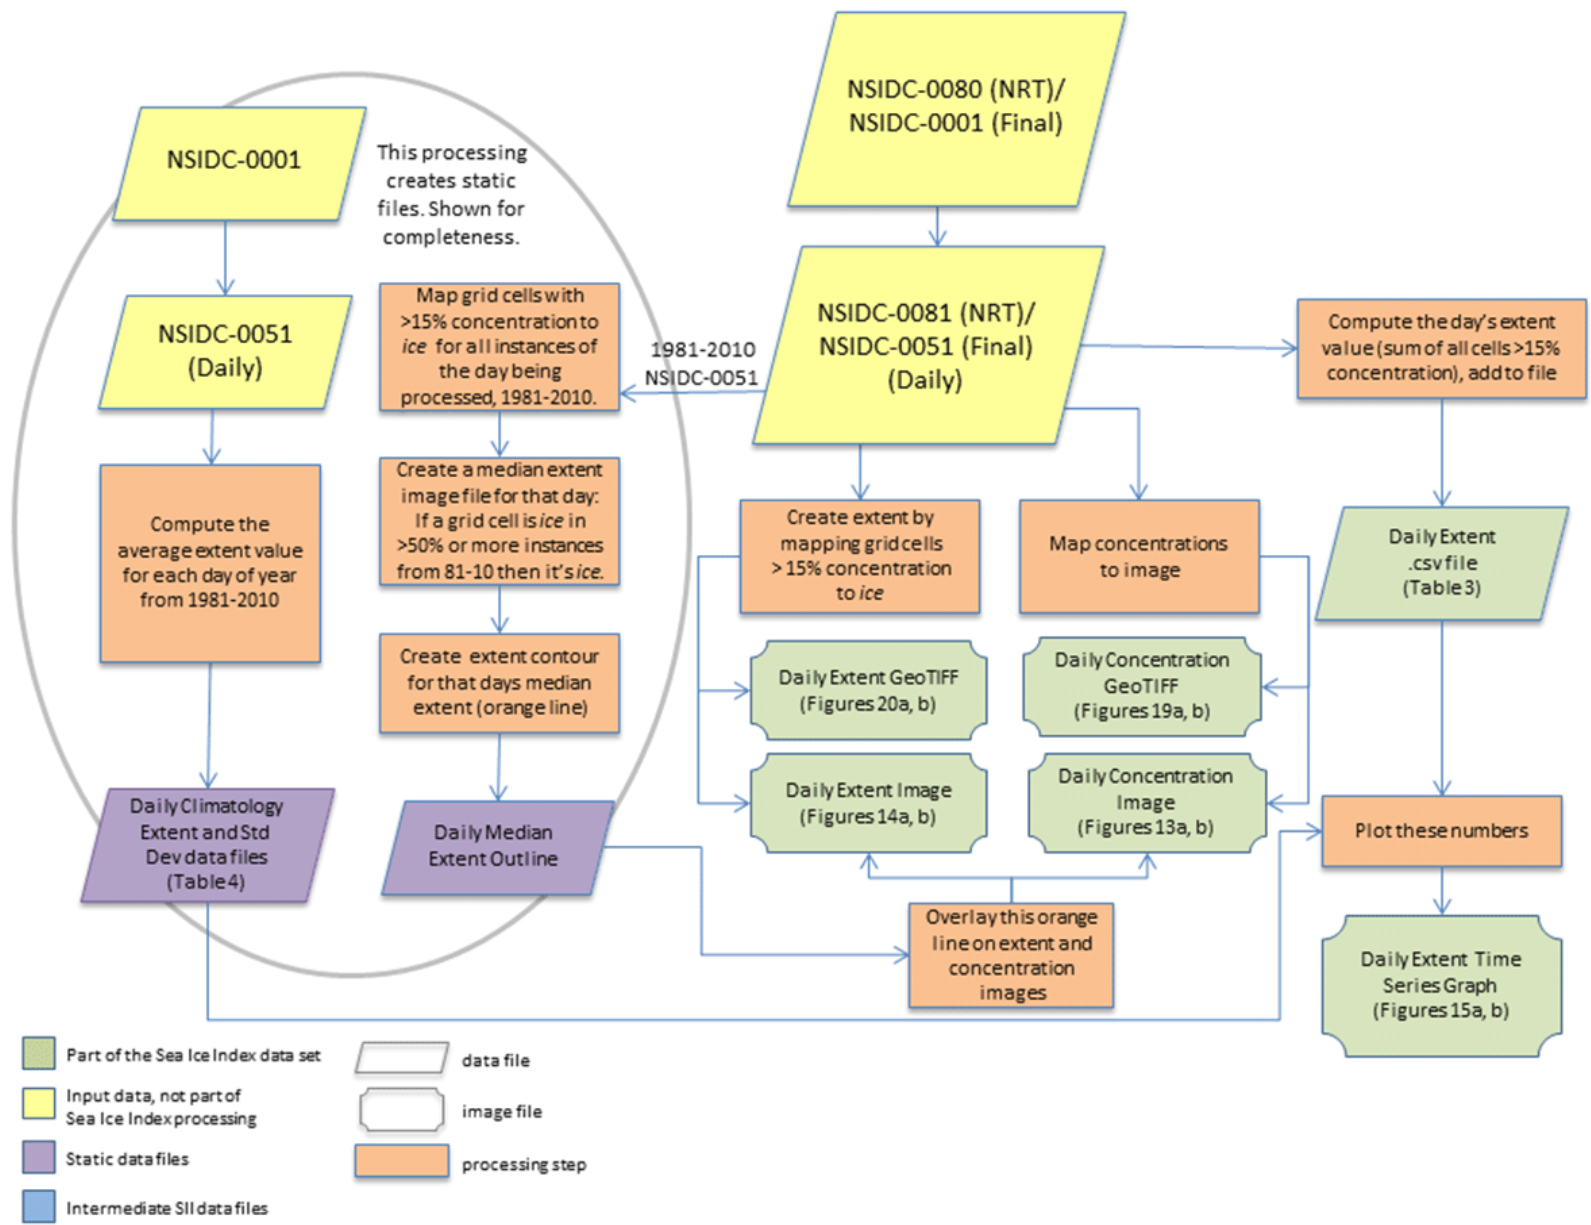 NSIDC-0080 (NRT)/
NSIDC-0001 (Final)
NSIDC-0001
This processing
creates static
files. Shown for
completeness.
NSIDC-0051
(Daily)
Map grid cells with
>15% concentration to
ice for all instances of
the day being
processed, 1981-2010.
1981-2010
NSIDC-0051
NSIDC-0081 (NRT)/
NSIDC-0051 (Final)
(Daily)
Compute the day's extent
value (sum of all cells >15%
concentration), add to file
Compute the
average extent value
for each day of year
from 1981-2010
Create a median extent
image file for that day:
If a grid cell is ice in
>50% or more instances
from 81-10 then it's ice.
Create extent by
mapping grid cells
> 15% concentration
to ice
Map concentrations
to image
Daily Extent
.csv file
(Table 3)
Create extent contour
for that days median
extent (orange line)
Daily Extent GeoTIFF
(Figures 20a, b)
Daily Concentration
GeoTIFF
(Figures 19a, b)
Daily Climatology
Extent and Std
Dev data files
(Table 4)
Daily Median
Extent Outline
Daily Extent Image
(Figures 14a, b)
Daily Concentration
Image
(Figures 13a, b)
Plot these numbers
Overlay this orange
line on extent and
concentration
images
Daily Extent Time
Series Graph
(Figures 15a, b)
Part of the Sea Ice Index data set
Input data, not part of
Sea Ice Index processing
Static data files
Intermediate SII data files
data file
image file
processing step